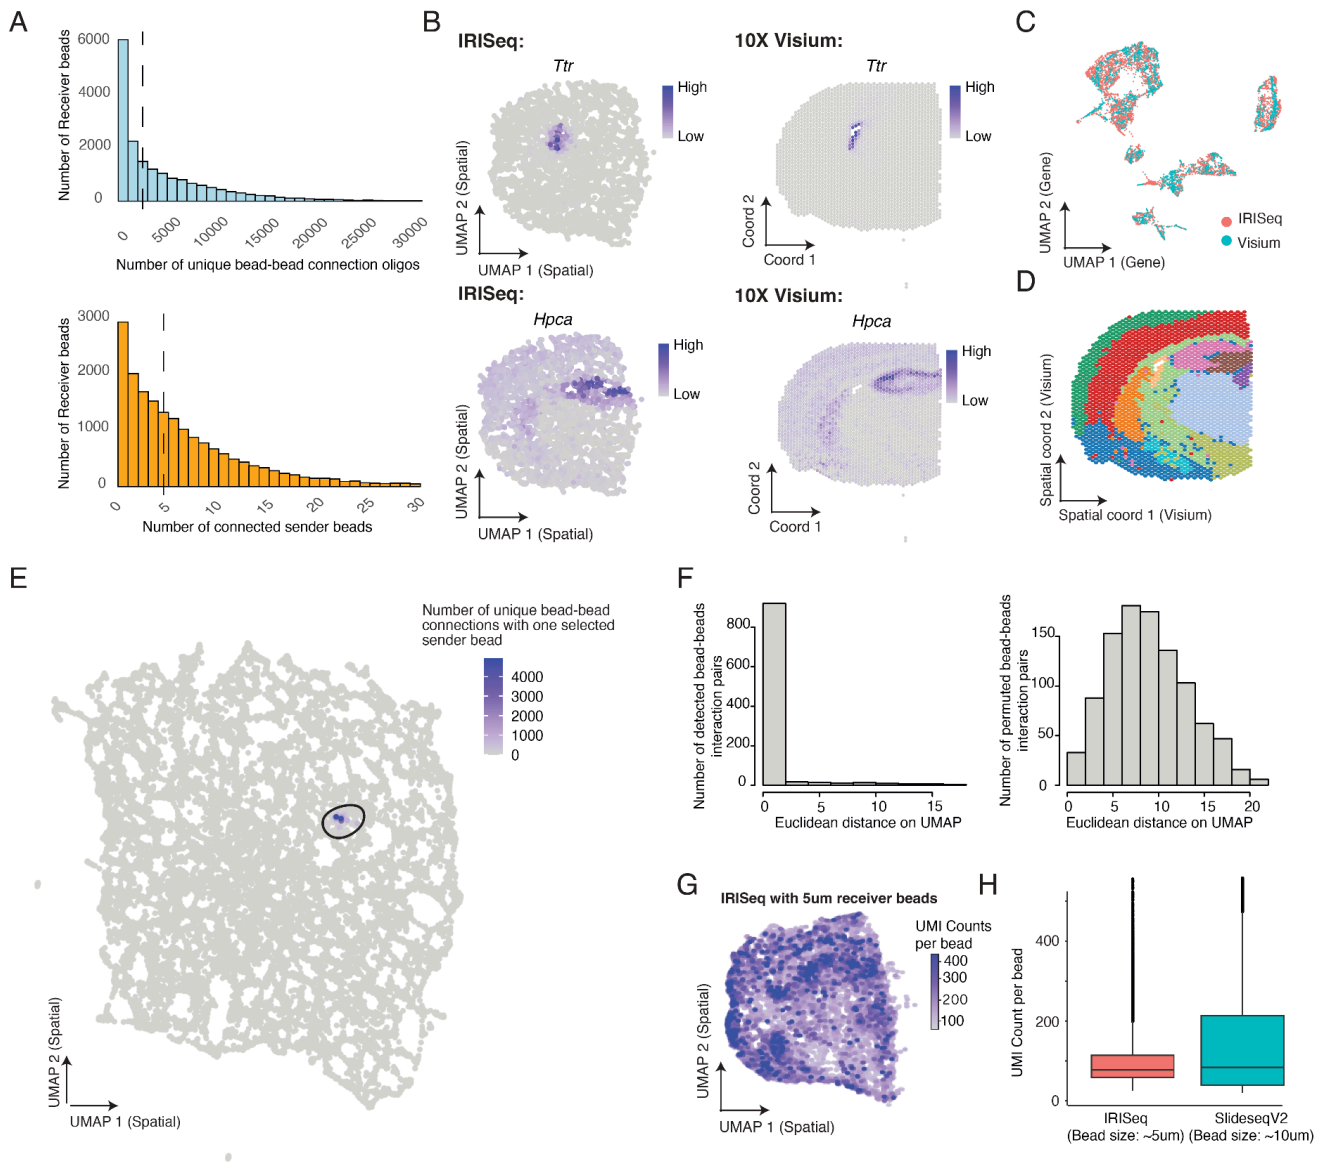 A
Number of Receiver beads
6000
4000
2000
0
0
5000
10000
15000
20000
25000
30000
Number of unique bead-bead connection oligos
Number of Receiver beads
3000
2000
1000
0
0
5
10
15
20
25
30
Number of connected sender beads
B
IRISeq:
Ttr
High
Low
UMAP 2 (Spatial)
UMAP 1 (Spatial)
10X Visium:
Ttr
High
Low
Coord 2
Coord 1
IRISeq:
Hpca
High
Low
UMAP 2 (Spatial)
UMAP 1 (Spatial)
10X Visium:
Hpca
High
Low
Coord 2
Coord 1
C
UMAP 2 (Gene)
UMAP 1 (Gene)
IRISeq
Visium
D
Spatial coord 2 (Visium)
Spatial coord 1 (Visium)
E
Number of unique bead-bead
connections with one selected
sender bead
4000
3000
2000
1000
0
UMAP 2 (Spatial)
UMAP 1 (Spatial)
F
Number of detected bead-beads
interaction pairs
800
600
400
200
0
0
5
10
15
Euclidean distance on UMAP
Number of permuted bead-beads
interaction pairs
150
100
50
0
0
5
10
15
20
Euclidean distance on UMAP
G
IRISeq with 5um receiver beads
UMI Counts
per bead
400
300
200
100
UMAP 2 (Spatial)
UMAP 1 (Spatial)
H
UMI Count per bead
400
200
0
IRISeq
(Bead size: ~5um)
SlideseqV2
(Bead size: ~10um)